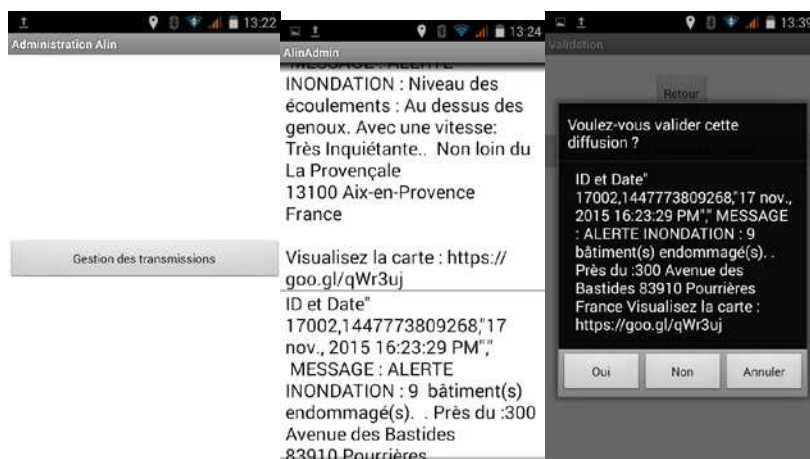 13:22
Administration Alin
Gestion des transmissions
13:24
AlinAdmin
MESSAGE : ALERTE
INONDATION : Niveau des
écoulements : Au dessus des
genoux. Avec une vitesse:
Très Inquiétante.. Non loin du
La Provençale
13100 Aix-en-Provence
France
Visualisez la carte : https://
goo.gl/qWr3uj
ID et Date"
17002,1447773809268,"17
nov., 2015 16:23:29 PM","
MESSAGE : ALERTE
INONDATION : 9 bâtiment(s)
endommagé(s). . Près du :300
Avenue des Bastides
83910 Pourrières
13:39
Validation
Retour
Voulez-vous valider cette
diffusion ?
ID et Date"
17002,1447773809268,"17 nov.,
2015 16:23:29 PM"," MESSAGE
: ALERTE INONDATION : 9
bâtiment(s) endommagé(s). .
Près du :300 Avenue des
Bastides 83910 Pourrières
France Visualisez la carte :
https://goo.gl/qWr3uj
Oui
Non
Annuler